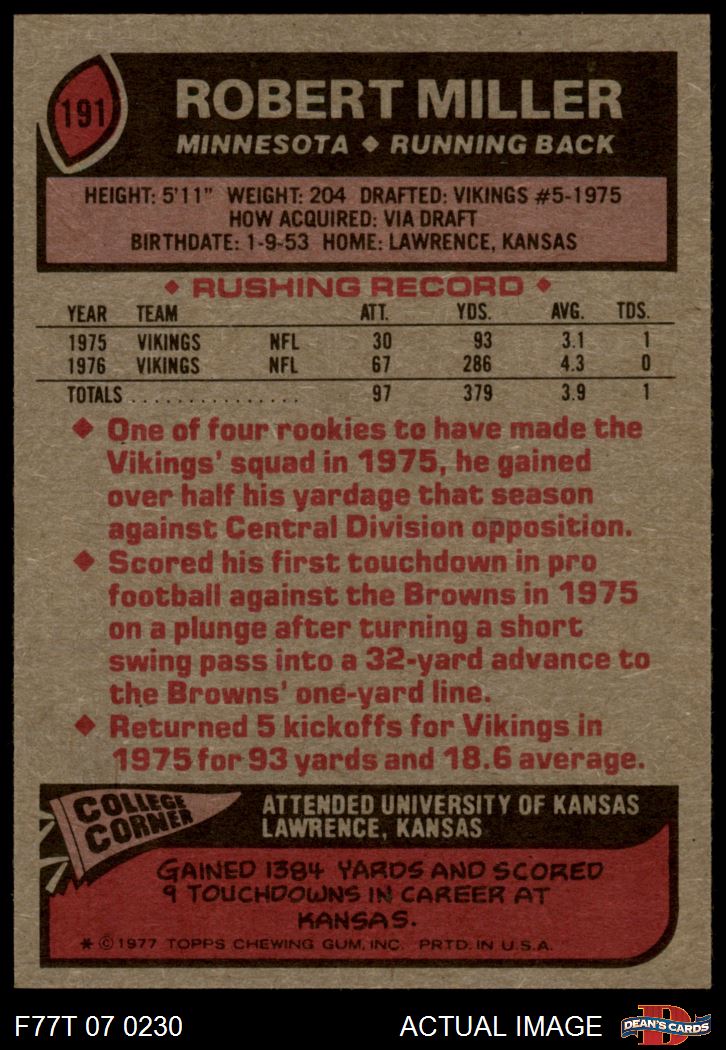 191
ROBERT MILLER
MINNESOTA ◆ RUNNING BACK
HEIGHT: 5'11" WEIGHT: 204 DRAFTED: VIKINGS #5-1975
HOW ACQUIRED: VIA DRAFT
BIRTHDATE: 1-9-53 HOME: LAWRENCE, KANSAS
◆ RUSHING RECORD ◆
YEAR TEAM ATT. YDS. AVG. TDS.
1975 VIKINGS NFL 30 93 3.1 1
1976 VIKINGS NFL 67 286 4.3 0
TOTALS............... 97 379 3.9 1
◆ One of four rookies to have made the
Vikings' squad in 1975, he gained
over half his yardage that season
against Central Division opposition.
◆ Scored his first touchdown in pro
football against the Browns in 1975
on a plunge after turning a short
swing pass into a 32-yard advance to
the Browns' one-yard line.
◆ Returned 5 kickoffs for Vikings in
1975 for 93 yards and 18.6 average.
COLLEGE
CORNER
ATTENDED UNIVERSITY OF KANSAS
LAWRENCE, KANSAS
GAINED 1384 YARDS AND SCORED
9 TOUCHDOWNS IN CAREER AT
KANSAS.
* © 1977 TOPPS CHEWING GUM, INC. PRTD. IN U.S.A.
F77T 07 0230 ACTUAL IMAGE
D
DEAN'S CARDS